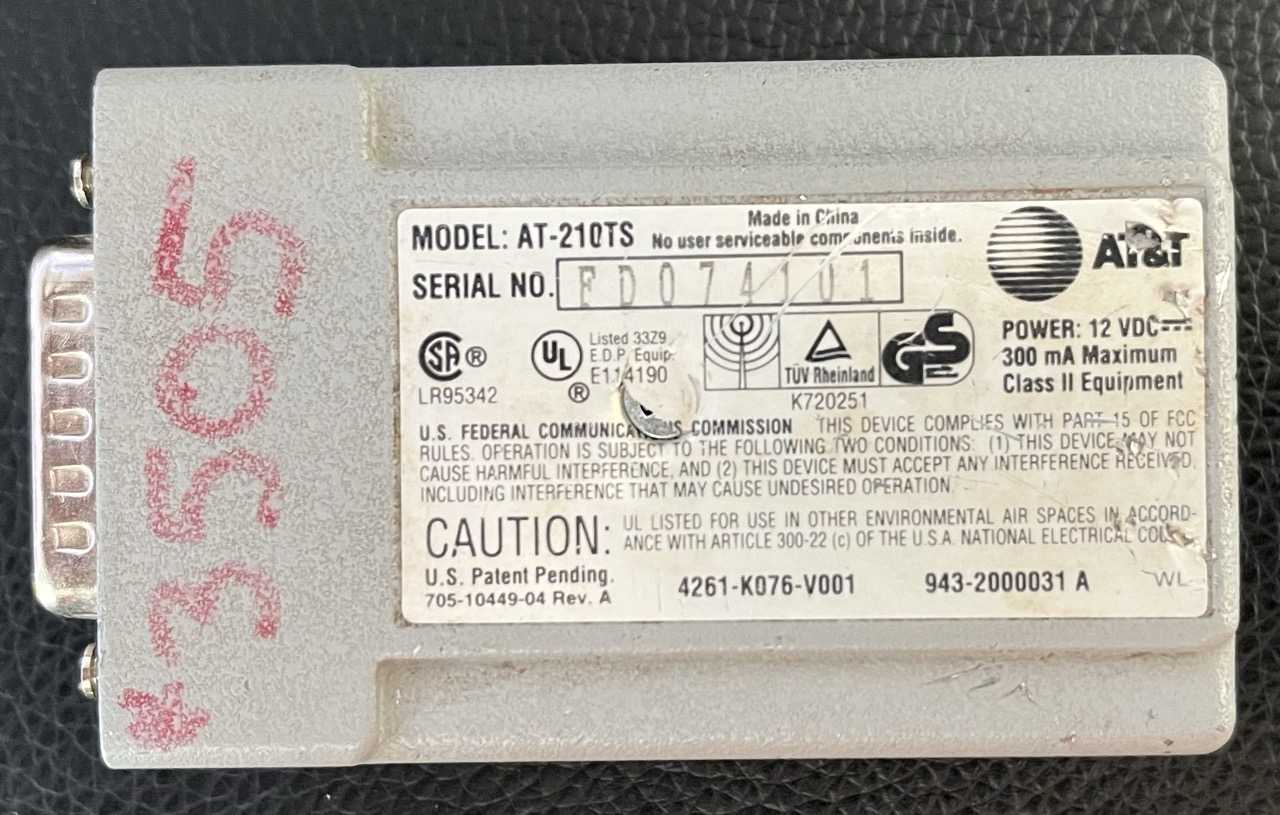 *3505
MODEL: AT-210TS
Made in China
No user serviceable components inside.
SERIAL NO. FD074101
AT&T
SA ®
LR95342
UL ®
Listed 33Z9
E.D.P. Equip.
E114190
TÜV Rheinland
GS
K720251
POWER: 12 VDC
300 mA Maximum
Class II Equipment
U.S. FEDERAL COMMUNICATIONS COMMISSION THIS DEVICE COMPLIES WITH PART 15 OF FCC
RULES. OPERATION IS SUBJECT TO THE FOLLOWING TWO CONDITIONS: (1) THIS DEVICE MAY NOT
CAUSE HARMFUL INTERFERENCE, AND (2) THIS DEVICE MUST ACCEPT ANY INTERFERENCE RECEIVED,
INCLUDING INTERFERENCE THAT MAY CAUSE UNDESIRED OPERATION.
CAUTION: UL LISTED FOR USE IN OTHER ENVIRONMENTAL AIR SPACES IN ACCORD-
ANCE WITH ARTICLE 300-22 (c) OF THE U.S.A. NATIONAL ELECTRICAL CODE.
U.S. Patent Pending.
705-10449-04 Rev. A
4261-K076-V001
943-2000031 A
WL